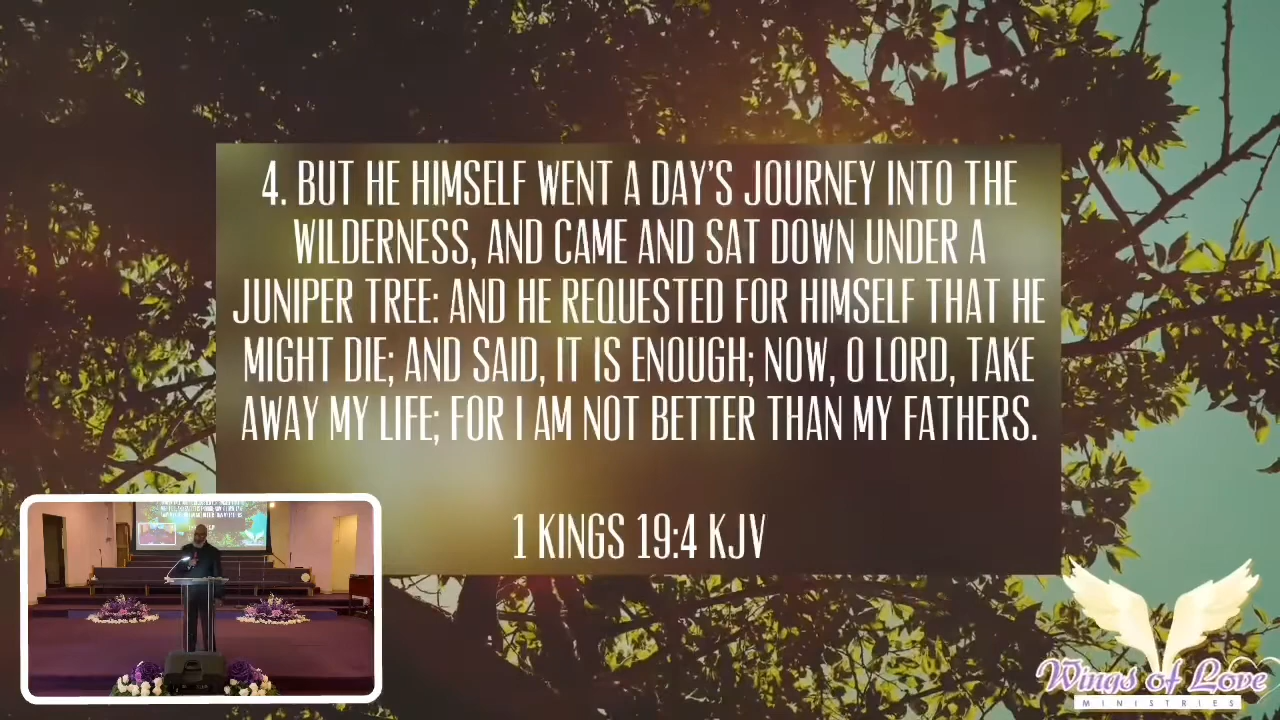 4. BUT HE HIMSELF WENT A DAY'S JOURNEY INTO THE
WILDERNESS, AND CAME AND SAT DOWN UNDER A
JUNIPER TREE: AND HE REQUESTED FOR HIMSELF THAT HE
MIGHT DIE; AND SAID, IT IS ENOUGH; NOW, O LORD, TAKE
AWAY MY LIFE; FOR I AM NOT BETTER THAN MY FATHERS.
1 KINGS 19:4 KJV
Wings of Love
MINISTRIES